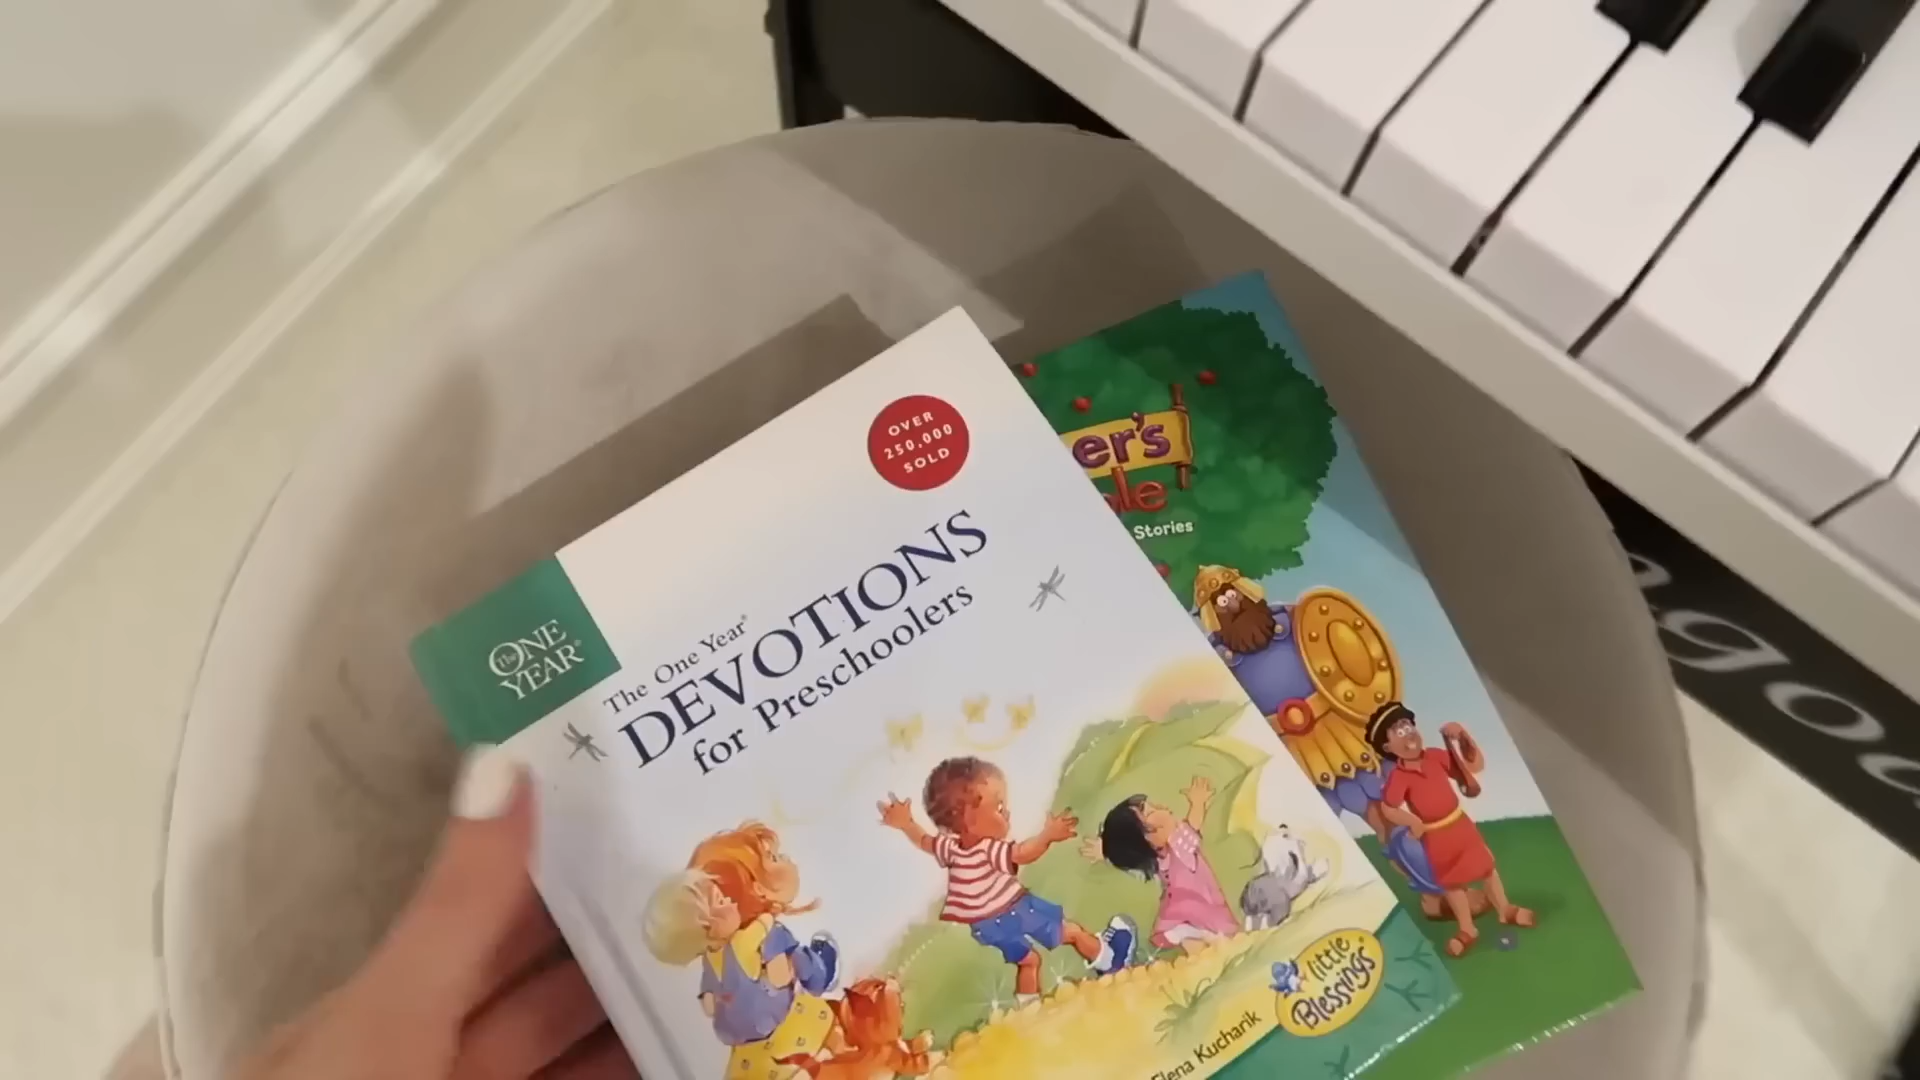 OVER
250,000
SOLD
The
ONE
YEAR®
The One Year®
DEVOTIONS
for Preschoolers
little
Blessings
Elena Kucharik
er's
Stories